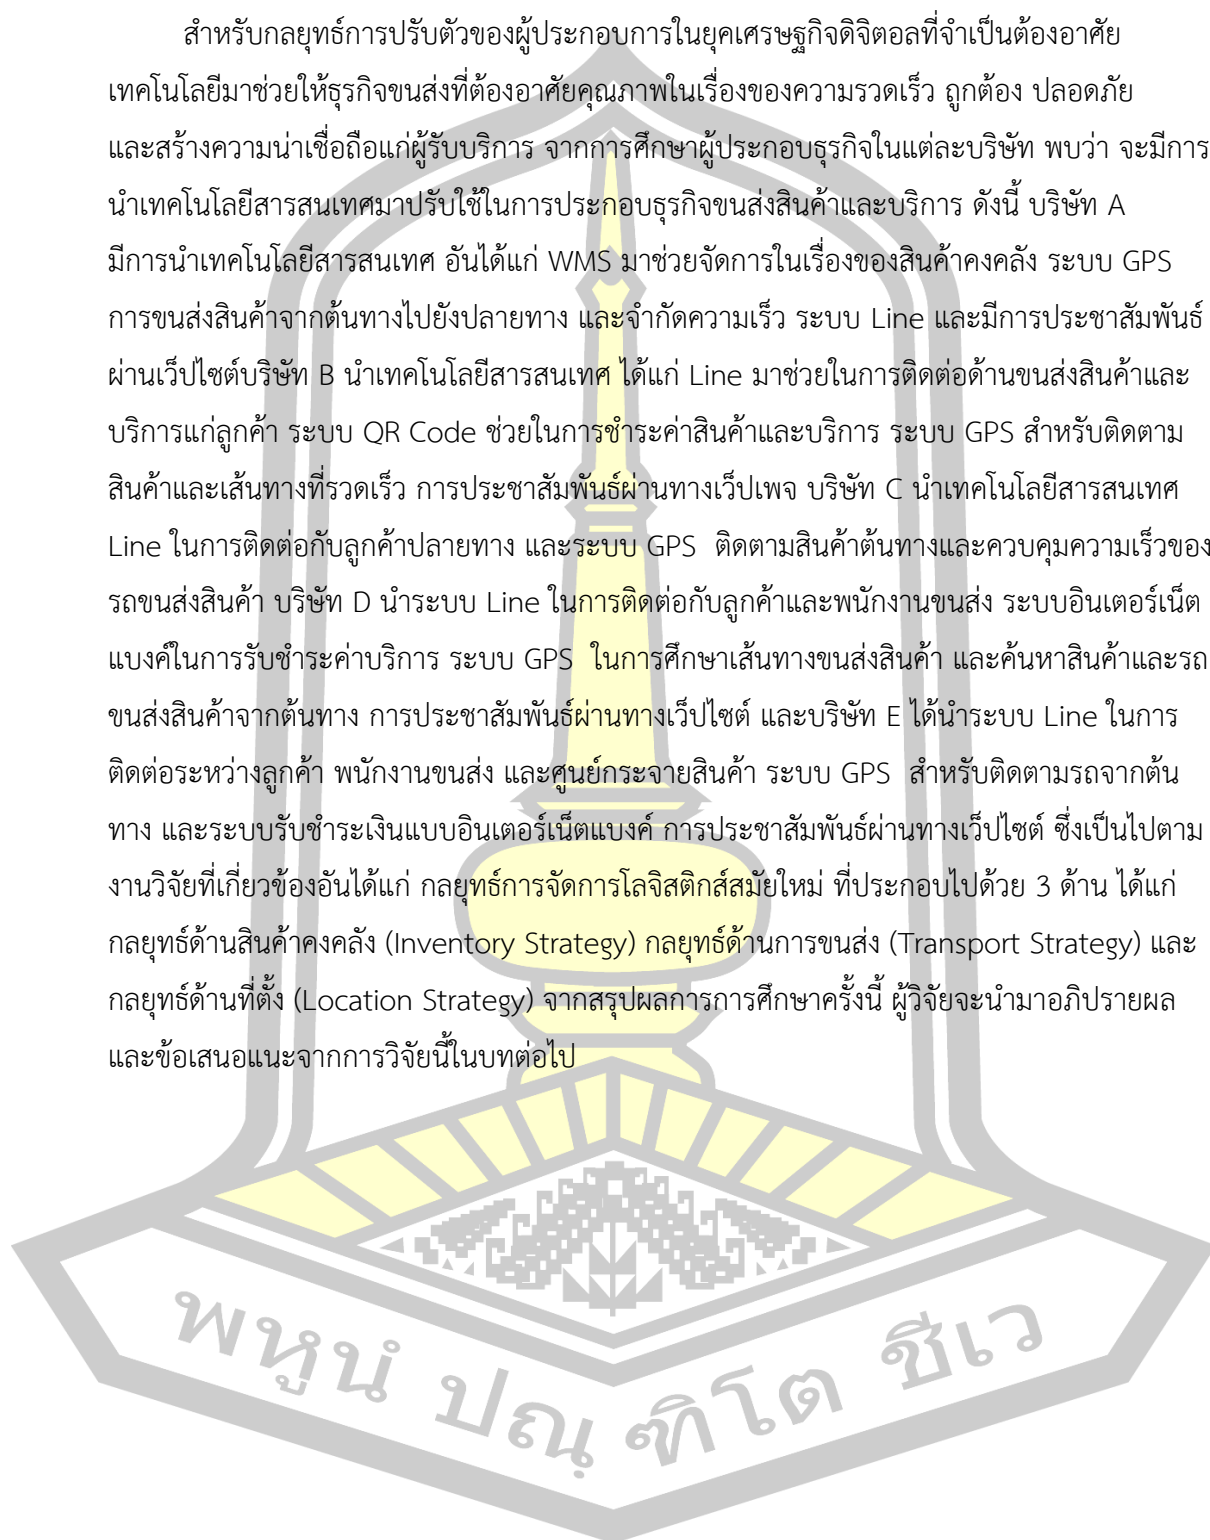 สำหรับกลยุทธ์การปรับตัวของผู้ประกอบการในยุคเศรษฐกิจดิจิตอลที่จำเป็นต้องอาศัย
เทคโนโลยีมาช่วยให้ธุรกิจขนส่งที่ต้องอาศัยคุณภาพในเรื่องของความรวดเร็ว ถูกต้อง ปลอดภัย
และสร้างความน่าเชื่อถือแก่ผู้รับบริการ จากการศึกษาผู้ประกอบธุรกิจในแต่ละบริษัท พบว่า จะมีการ
นำเทคโนโลยีสารสนเทศมาปรับใช้ในการประกอบธุรกิจขนส่งสินค้าและบริการ ดังนี้ บริษัท A
มีการนำเทคโนโลยีสารสนเทศ อันได้แก่ WMS มาช่วยจัดการในเรื่องของสินค้าคงคลัง ระบบ GPS
การขนส่งสินค้าจากต้นทางไปยังปลายทาง และจำกัดความเร็ว ระบบ Line และมีการประชาสัมพันธ์
ผ่านเว็ปไซต์บริษัท B นำเทคโนโลยีสารสนเทศ ได้แก่ Line มาช่วยในการติดต่อด้านขนส่งสินค้าและ
บริการแก่ลูกค้า ระบบ QR Code ช่วยในการชำระค่าสินค้าและบริการ ระบบ GPS สำหรับติดตาม
สินค้าและเส้นทางที่รวดเร็ว การประชาสัมพันธ์ผ่านทางเว็ปเพจ บริษัท C นำเทคโนโลยีสารสนเทศ
Line ในการติดต่อกับลูกค้าปลายทาง และระบบ GPS ติดตามสินค้าต้นทางและควบคุมความเร็วของ
รถขนส่งสินค้า บริษัท D นำระบบ Line ในการติดต่อกับลูกค้าและพนักงานขนส่ง ระบบอินเตอร์เน็ต
แบงค์ในการรับชำระค่าบริการ ระบบ GPS ในการศึกษาเส้นทางขนส่งสินค้า และค้นหาสินค้าและรถ
ขนส่งสินค้าจากต้นทาง การประชาสัมพันธ์ผ่านทางเว็ปไซต์ และบริษัท E ได้นำระบบ Line ในการ
ติดต่อระหว่างลูกค้า พนักงานขนส่ง และศูนย์กระจายสินค้า ระบบ GPS สำหรับติดตามรถจากต้น
ทาง และระบบรับชำระเงินแบบอินเตอร์เน็ตแบงค์ การประชาสัมพันธ์ผ่านทางเว็ปไซต์ ซึ่งเป็นไปตาม
งานวิจัยที่เกี่ยวข้องอันได้แก่ กลยุทธ์การจัดการโลจิสติกส์สมัยใหม่ ที่ประกอบไปด้วย 3 ด้าน ได้แก่
กลยุทธ์ด้านสินค้าคงคลัง (Inventory Strategy) กลยุทธ์ด้านการขนส่ง (Transport Strategy) และ
กลยุทธ์ด้านที่ตั้ง (Location Strategy) จากสรุปผลการการศึกษาครั้งนี้ ผู้วิจัยจะนำมาอภิปรายผล
และข้อเสนอแนะจากการวิจัยนี้ในบทต่อไป
พหูนํ ปณฺฑิโต ชีเว